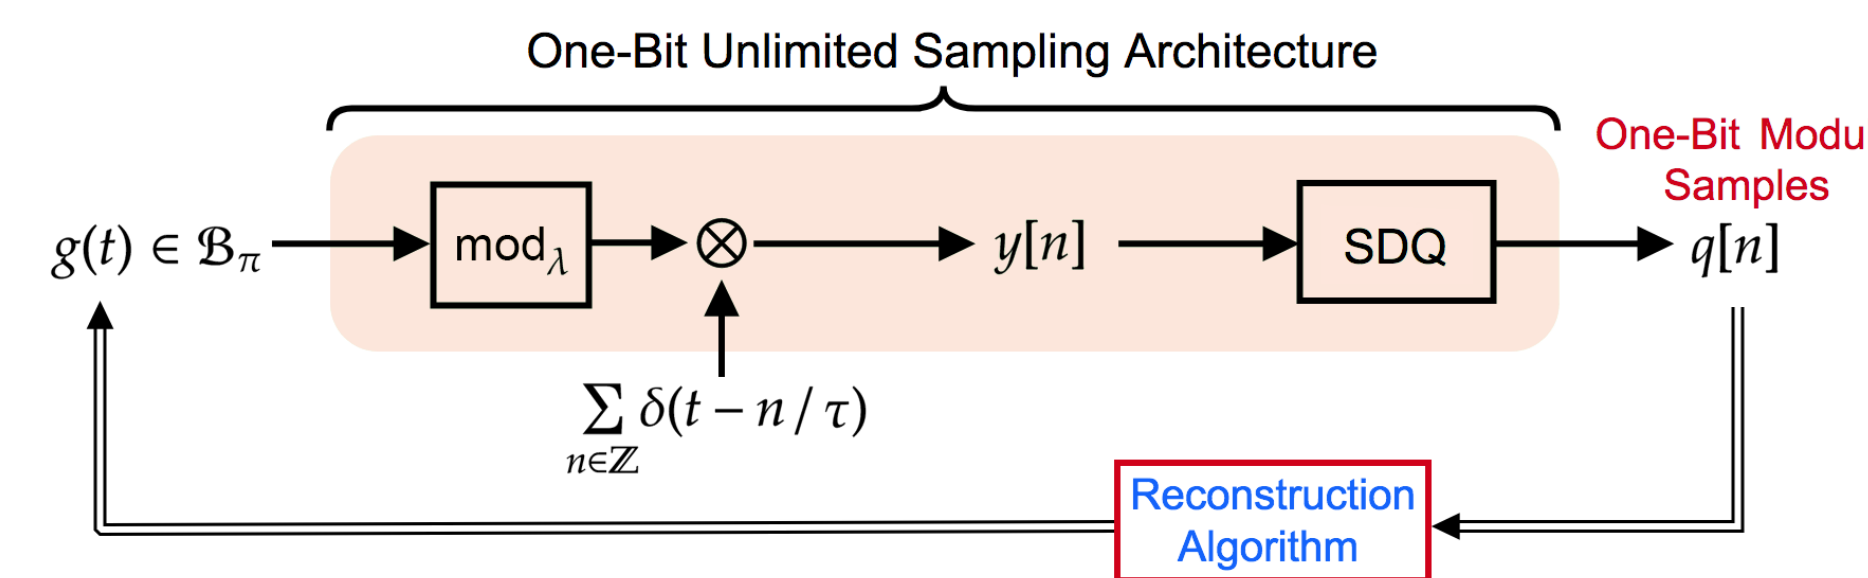 One-Bit Unlimited Sampling Architecture
One-Bit Modu
Samples
g(t) ∈ ℬπ
modλ
⊗
y[n]
SDQ
q[n]
∑ δ(t − n / τ)
n∈ℤ
Reconstruction
Algorithm